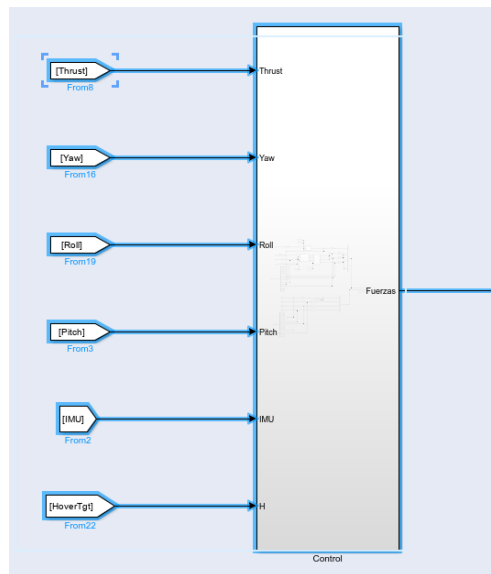 [Thrust]
From8
Thrust
[Yaw]
From16
Yaw
[Roll]
From19
Roll
Fuerzas
[Pitch]
From3
Pitch
[IMU]
From2
IMU
[HoverTgt]
From22
H
Control